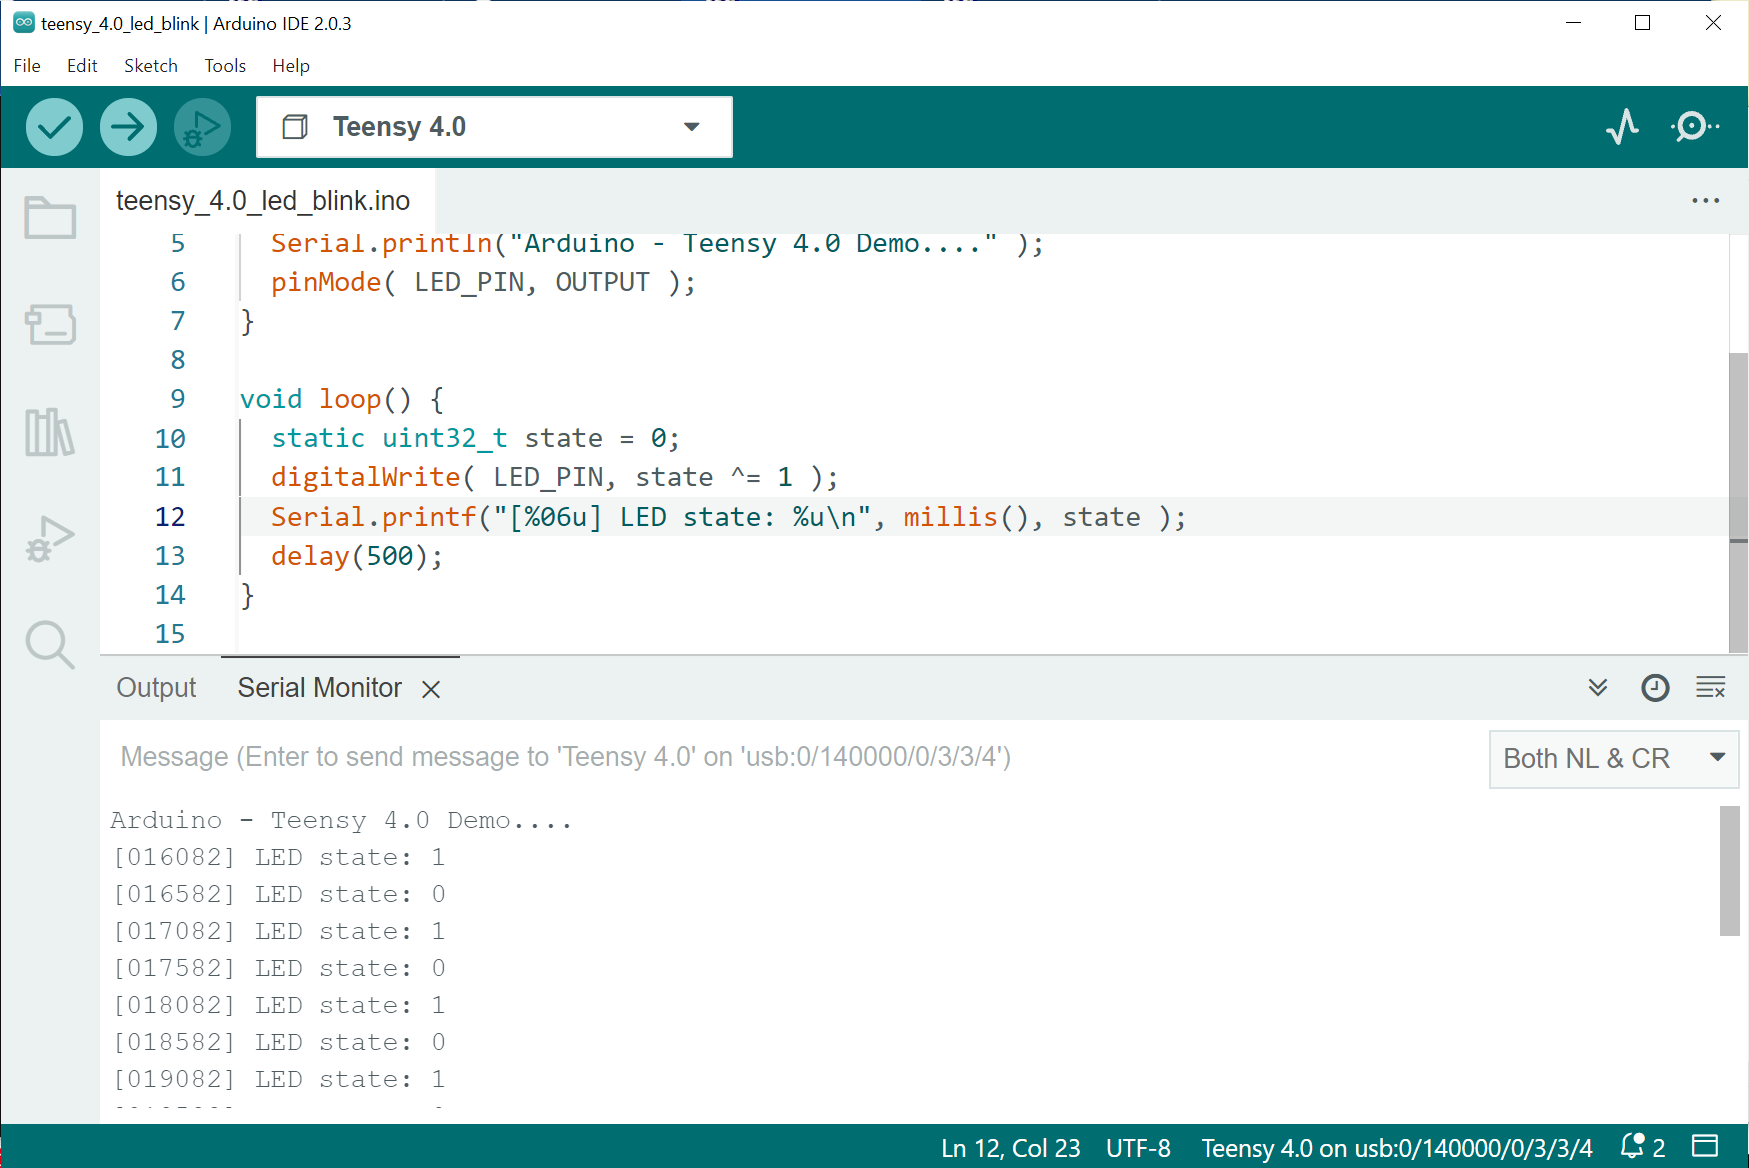 teensy_4.0_led_blink | Arduino IDE 2.0.3
File Edit Sketch Tools Help
Teensy 4.0
teensy_4.0_led_blink.ino
5 Serial.println("Arduino - Teensy 4.0 Demo...." );
6 pinMode( LED_PIN, OUTPUT );
7 }
8
9 void loop() {
10 static uint32_t state = 0;
11 digitalWrite( LED_PIN, state ^= 1 );
12 Serial.printf("[%06u] LED state: %u\n", millis(), state );
13 delay(500);
14 }
15
Output Serial Monitor
Message (Enter to send message to 'Teensy 4.0' on 'usb:0/140000/0/3/3/4')
Both NL & CR
Arduino - Teensy 4.0 Demo....
[016082] LED state: 1
[016582] LED state: 0
[017082] LED state: 1
[017582] LED state: 0
[018082] LED state: 1
[018582] LED state: 0
[019082] LED state: 1
Ln 12, Col 23 UTF-8 Teensy 4.0 on usb:0/140000/0/3/3/4 2